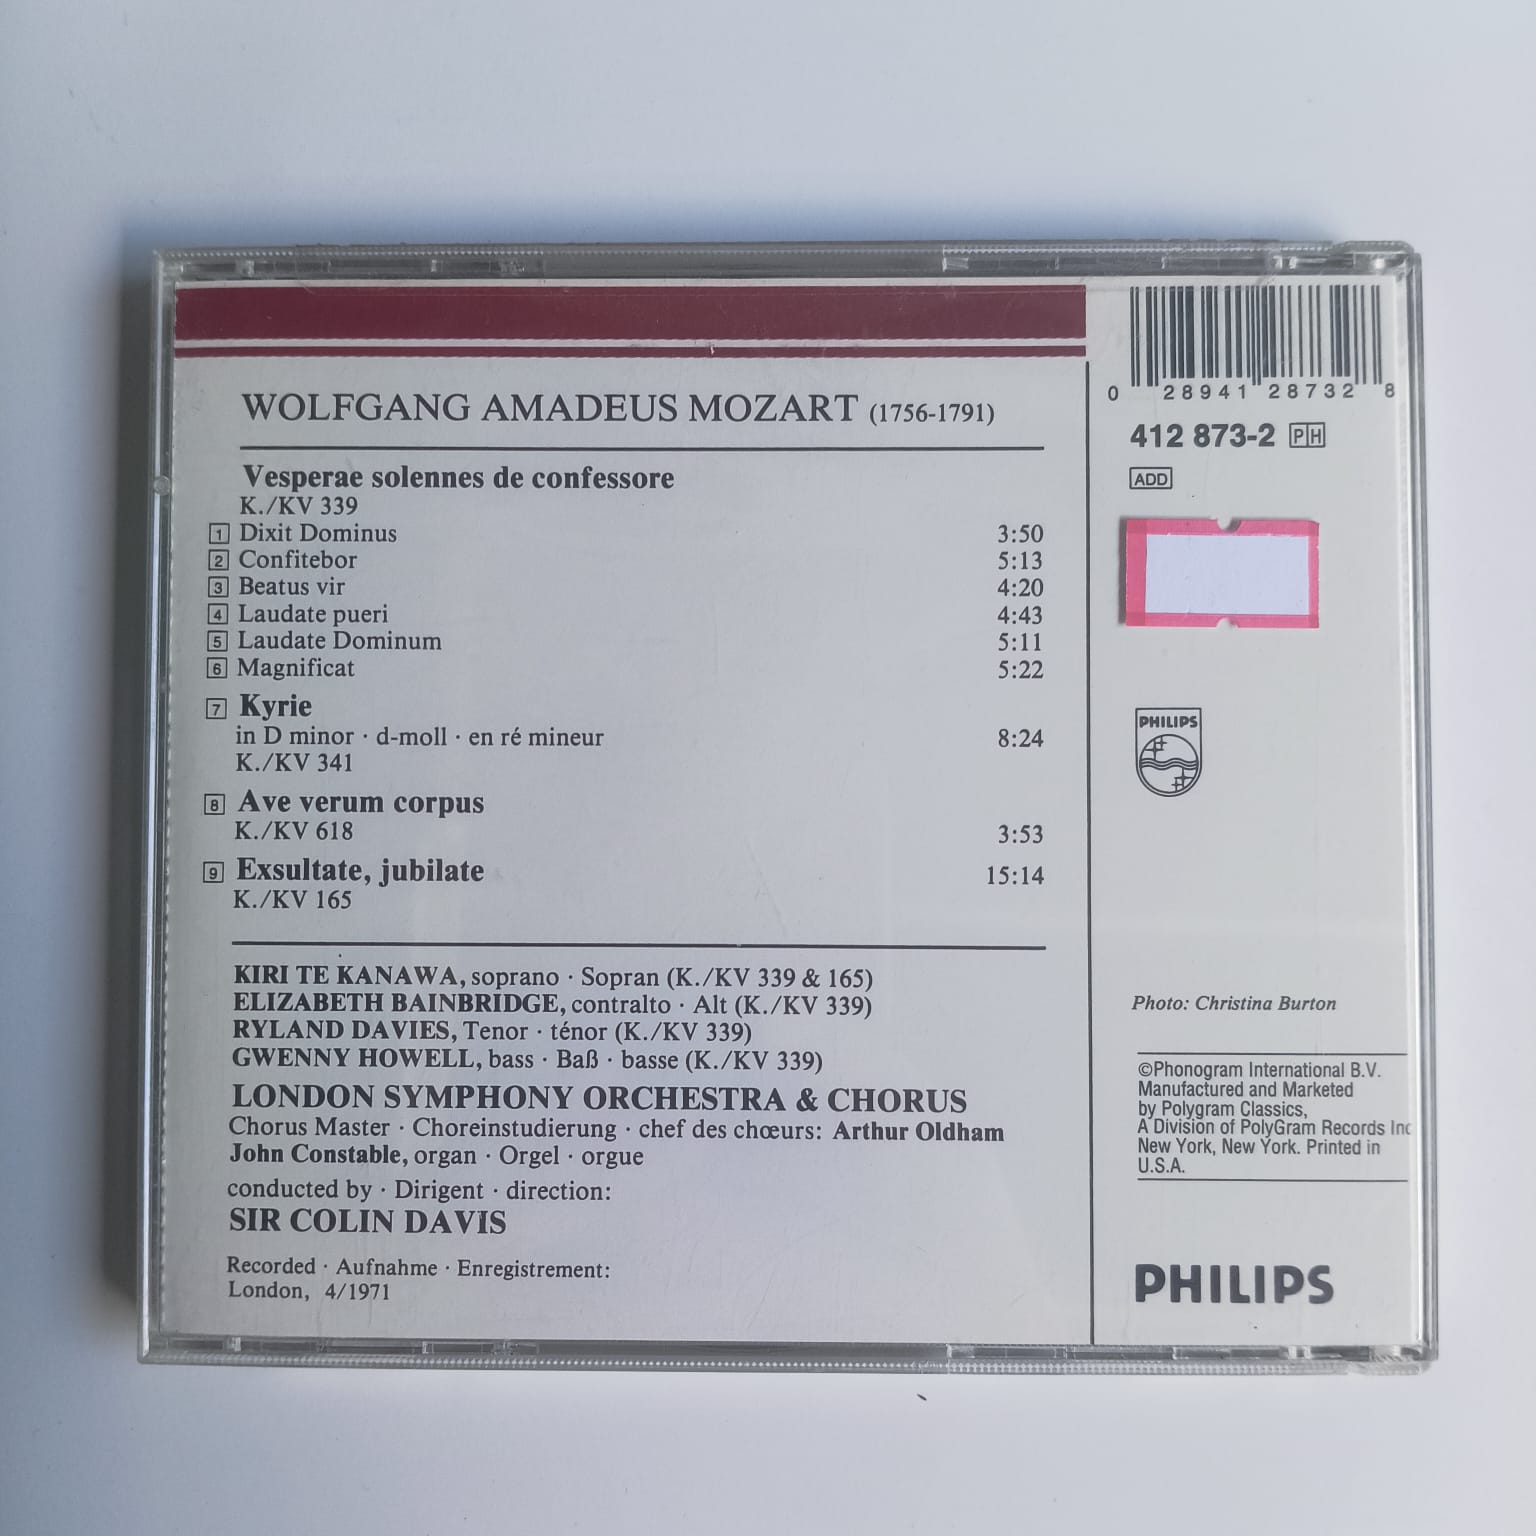 WOLFGANG AMADEUS MOZART (1756-1791)
Vesperae solennes de confessore
K./KV 339
1 Dixit Dominus 3:50
2 Confitebor 5:13
3 Beatus vir 4:20
4 Laudate pueri 4:43
5 Laudate Dominum 5:11
6 Magnificat 5:22
7 Kyrie
in D minor · d-moll · en ré mineur 8:24
K./KV 341
8 Ave verum corpus
K./KV 618 3:53
9 Exsultate, jubilate 15:14
K./KV 165
KIRI TE KANAWA, soprano · Sopran (K./KV 339 & 165)
ELIZABETH BAINBRIDGE, contralto · Alt (K./KV 339)
RYLAND DAVIES, Tenor · ténor (K./KV 339)
GWENNY HOWELL, bass · Baß · basse (K./KV 339)
LONDON SYMPHONY ORCHESTRA & CHORUS
Chorus Master · Choreinstudierung · chef des chœurs: Arthur Oldham
John Constable, organ · Orgel · orgue
conducted by · Dirigent · direction:
SIR COLIN DAVIS
Recorded · Aufnahme · Enregistrement:
London, 4/1971
0 28941 28732 8
412 873-2 PH
ADD
PHILIPS
Photo: Christina Burton
©Phonogram International B.V.
Manufactured and Marketed
by Polygram Classics,
A Division of PolyGram Records Inc
New York, New York. Printed in
U.S.A.
PHILIPS